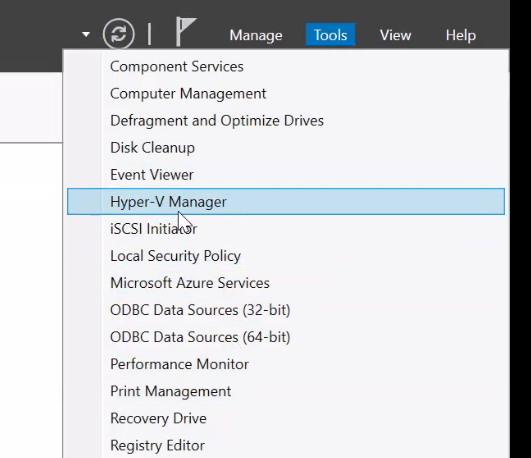 Manage Tools View Help
Component Services
Computer Management
Defragment and Optimize Drives
Disk Cleanup
Event Viewer
Hyper-V Manager
iSCSI Initiator
Local Security Policy
Microsoft Azure Services
ODBC Data Sources (32-bit)
ODBC Data Sources (64-bit)
Performance Monitor
Print Management
Recovery Drive
Registry Editor